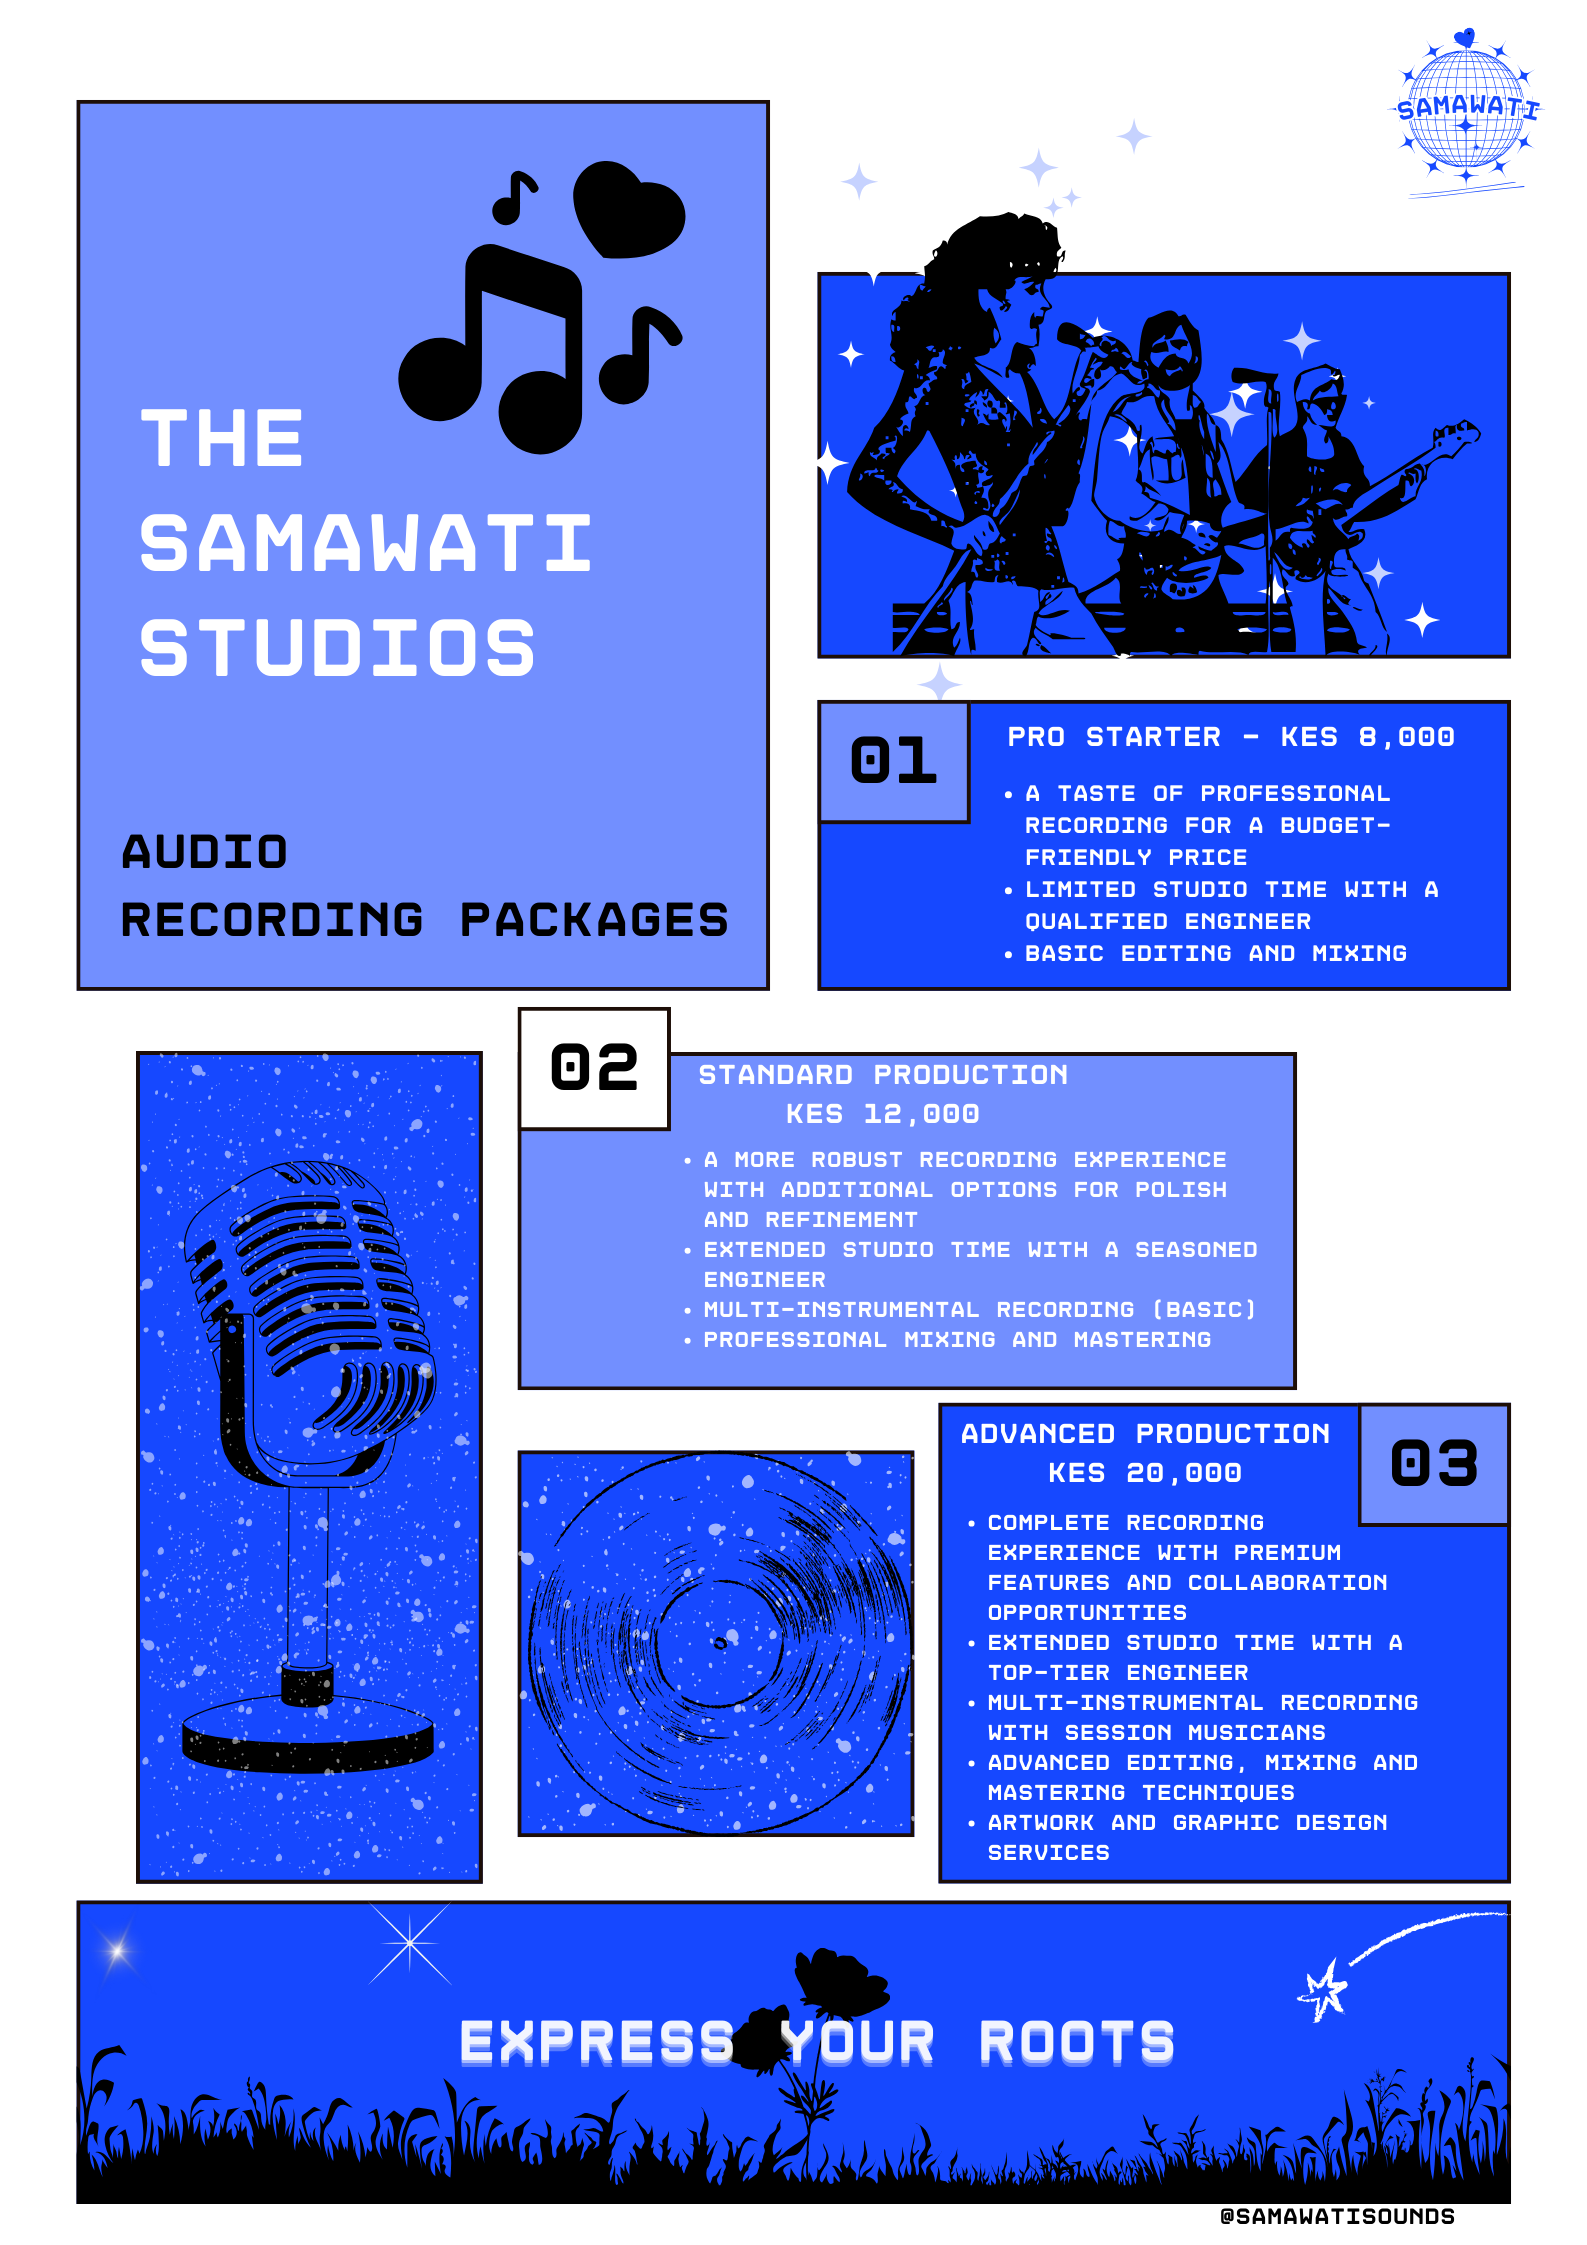 SAMAWATI
THE
SAMAWATI
STUDIOS
AUDIO
RECORDING PACKAGES
01
PRO STARTER - KES 8,000
• A TASTE OF PROFESSIONAL
RECORDING FOR A BUDGET-
FRIENDLY PRICE
• LIMITED STUDIO TIME WITH A
QUALIFIED ENGINEER
• BASIC EDITING AND MIXING
02
STANDARD PRODUCTION
KES 12,000
• A MORE ROBUST RECORDING EXPERIENCE
WITH ADDITIONAL OPTIONS FOR POLISH
AND REFINEMENT
• EXTENDED STUDIO TIME WITH A SEASONED
ENGINEER
• MULTI-INSTRUMENTAL RECORDING (BASIC)
• PROFESSIONAL MIXING AND MASTERING
03
ADVANCED PRODUCTION
KES 20,000
• COMPLETE RECORDING
EXPERIENCE WITH PREMIUM
FEATURES AND COLLABORATION
OPPORTUNITIES
• EXTENDED STUDIO TIME WITH A
TOP-TIER ENGINEER
• MULTI-INSTRUMENTAL RECORDING
WITH SESSION MUSICIANS
• ADVANCED EDITING, MIXING AND
MASTERING TECHNIQUES
• ARTWORK AND GRAPHIC DESIGN
SERVICES
EXPRESS YOUR ROOTS
@SAMAWATISOUNDS